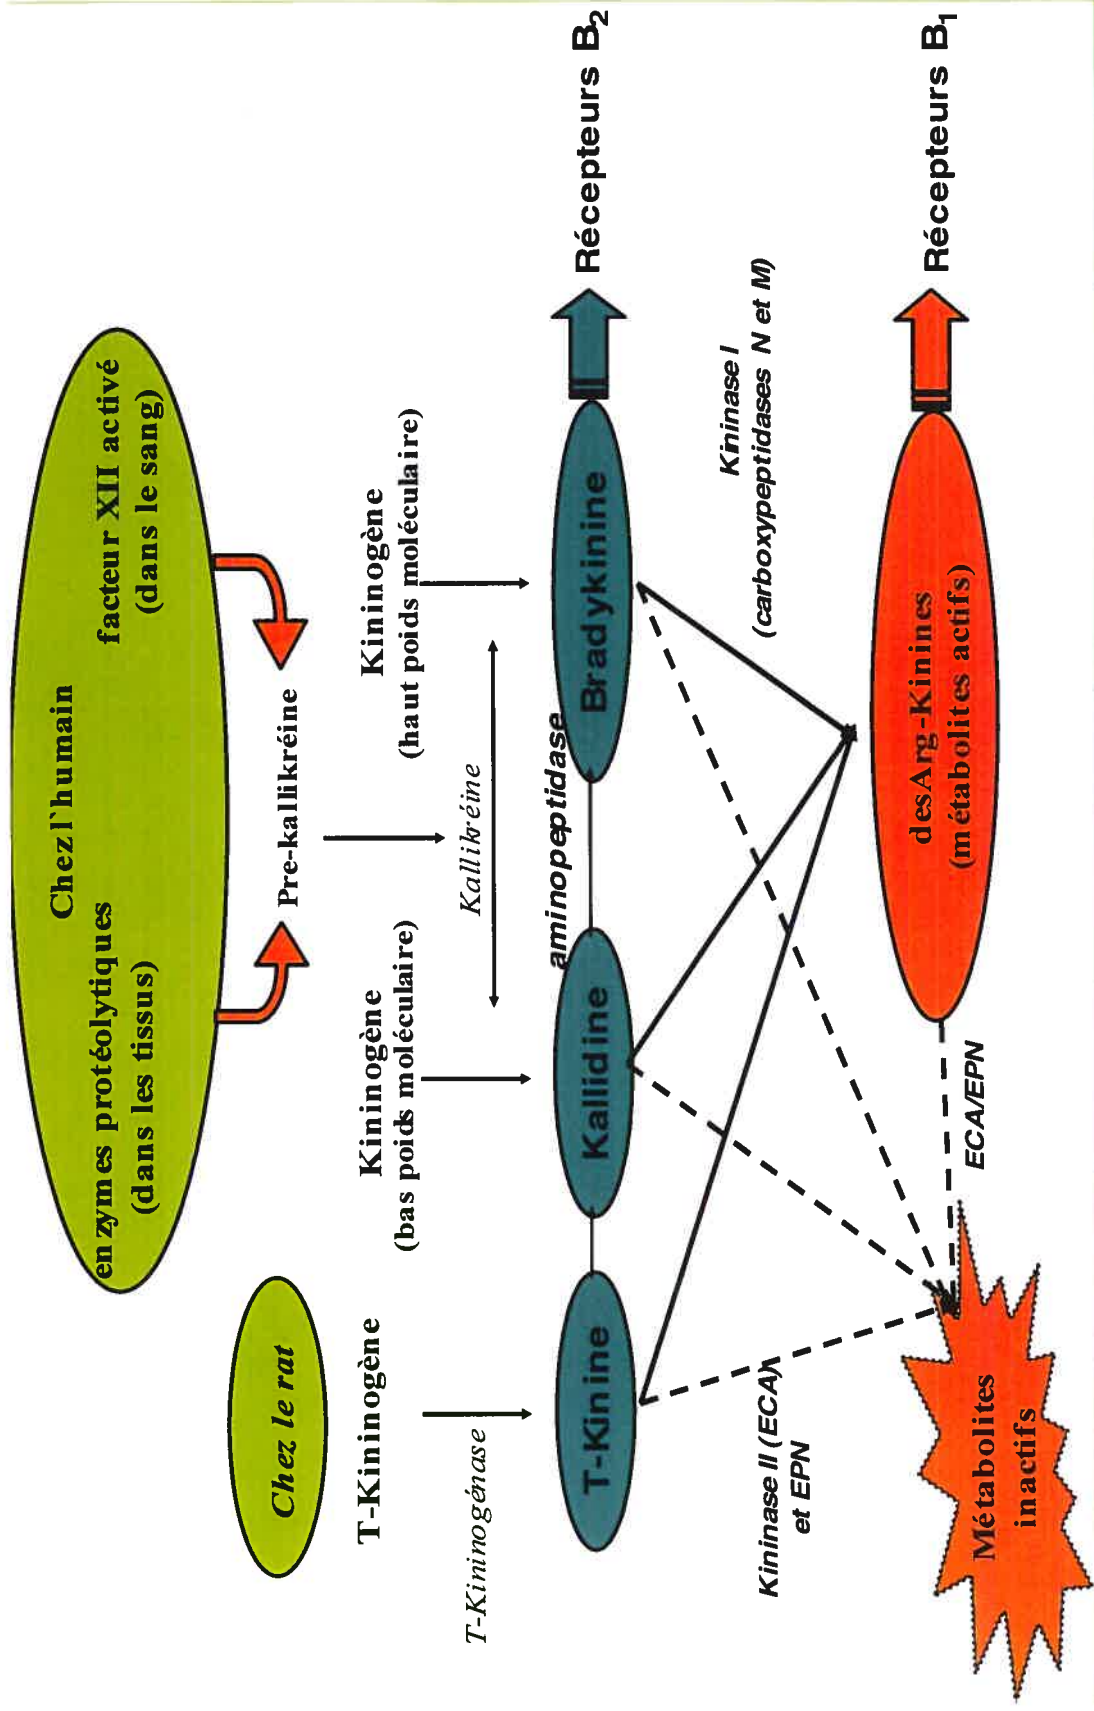 Chez l`humain
enzymes protéolytiques
(dans les tissus)
facteur XII activé
(dans le sang)
Chez le rat
Pre-kallikréine
T-Kininogène
Kininogène
(bas poids moléculaire)
Kininogène
(haut poids moléculaire)
T-Kininogénase
Kallikréine
aminopeptidase
T-Kinine
Kallidine
Bradykinine
Récepteurs B2
Kininase II (ECA)
et EPN
Kininase I
(carboxypeptidases N et M)
Métabolites
inactifs
ECA/EPN
desArg-Kinines
(métabolites actifs)
Récepteurs B1